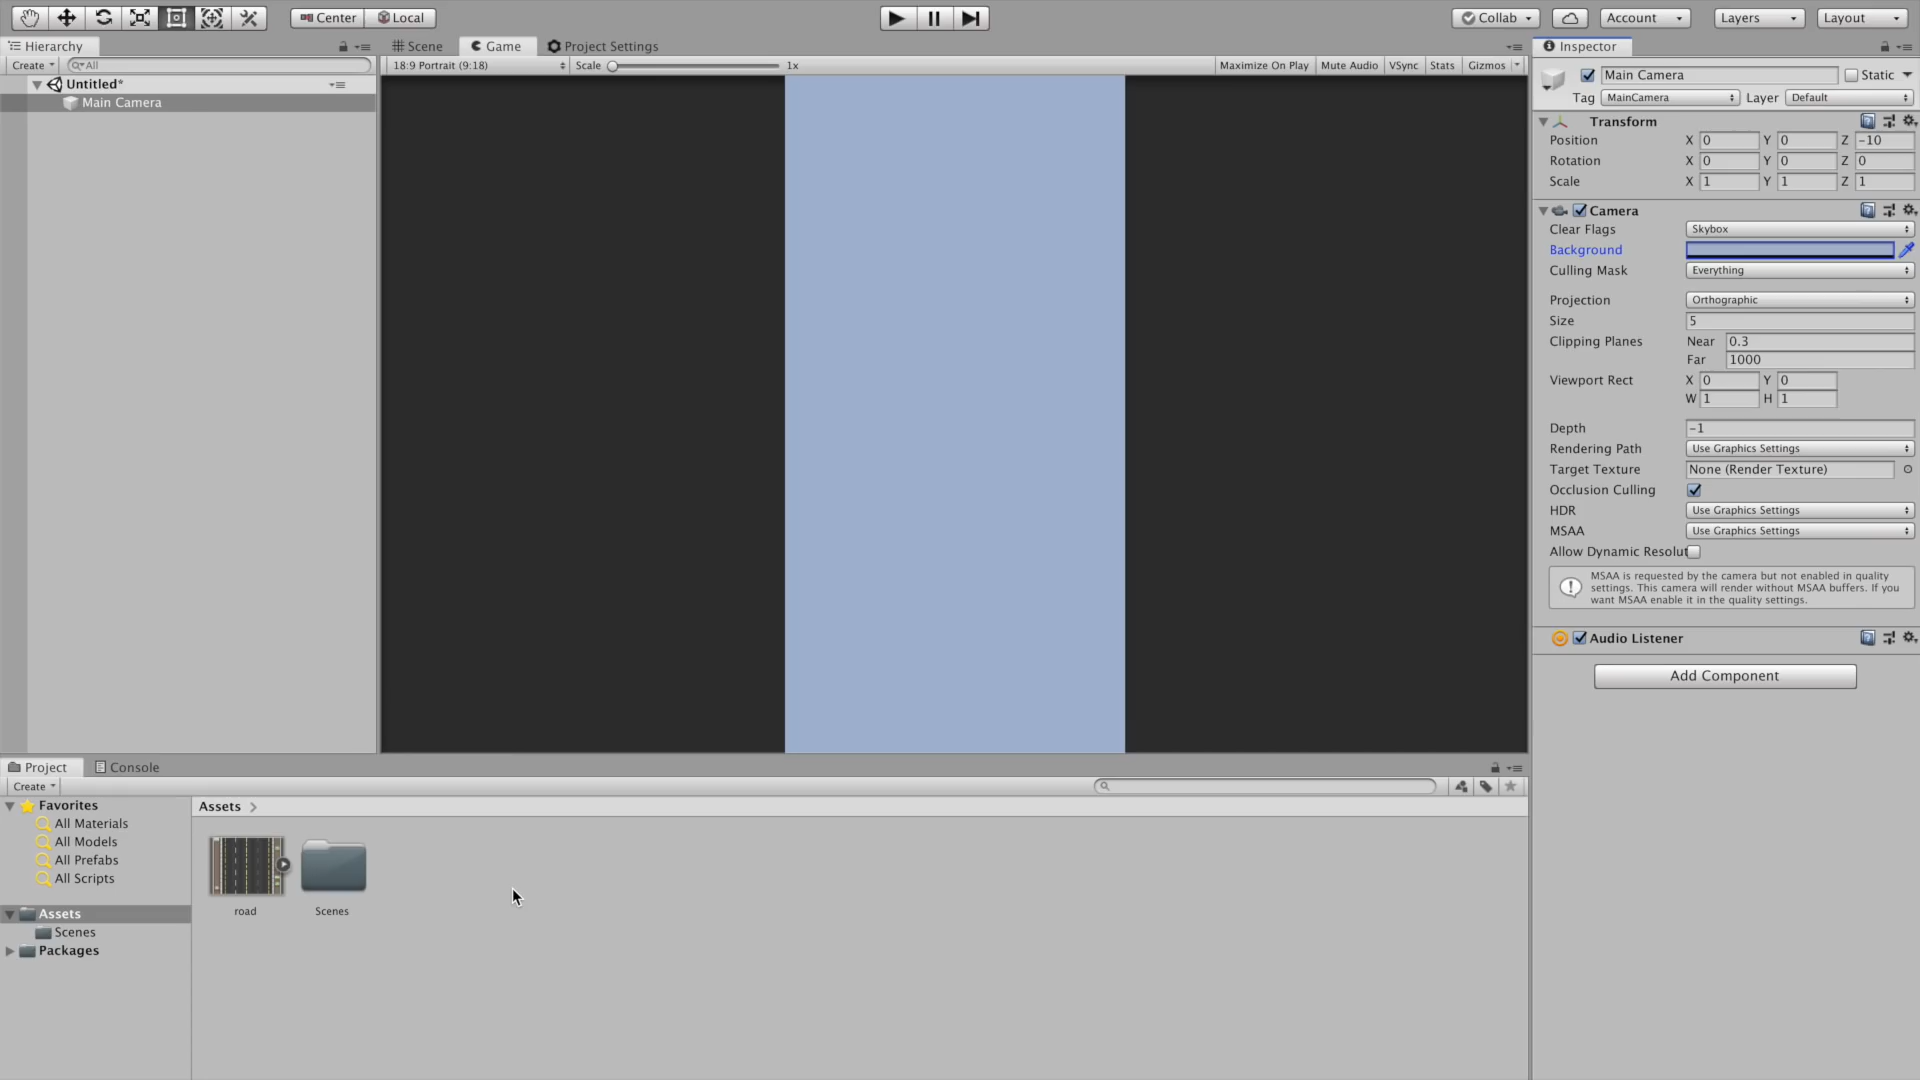 Center
Local
Collab
Account
Layers
Layout
Hierarchy
Scene
Game
Project Settings
Inspector
Create
All
18:9 Portrait (9:18)
Scale
1x
Maximize On Play
Mute Audio
VSync
Stats
Gizmos
Untitled*
Main Camera
Main Camera
Static
Tag
MainCamera
Layer
Default
Transform
Position X 0 Y 0 Z -10
Rotation X 0 Y 0 Z 0
Scale X 1 Y 1 Z 1
Camera
Clear Flags Skybox
Background
Culling Mask Everything
Projection Orthographic
Size 5
Clipping Planes Near 0.3
Far 1000
Viewport Rect X 0 Y 0
W 1 H 1
Depth -1
Rendering Path Use Graphics Settings
Target Texture None (Render Texture)
Occlusion Culling
HDR Use Graphics Settings
MSAA Use Graphics Settings
Allow Dynamic Resolut
MSAA is requested by the camera but not enabled in quality
settings. This camera will render without MSAA buffers. If you
want MSAA enable it in the quality settings.
Audio Listener
Add Component
Project
Console
Create
Favorites
All Materials
All Models
All Prefabs
All Scripts
Assets
Scenes
Packages
Assets
road
Scenes